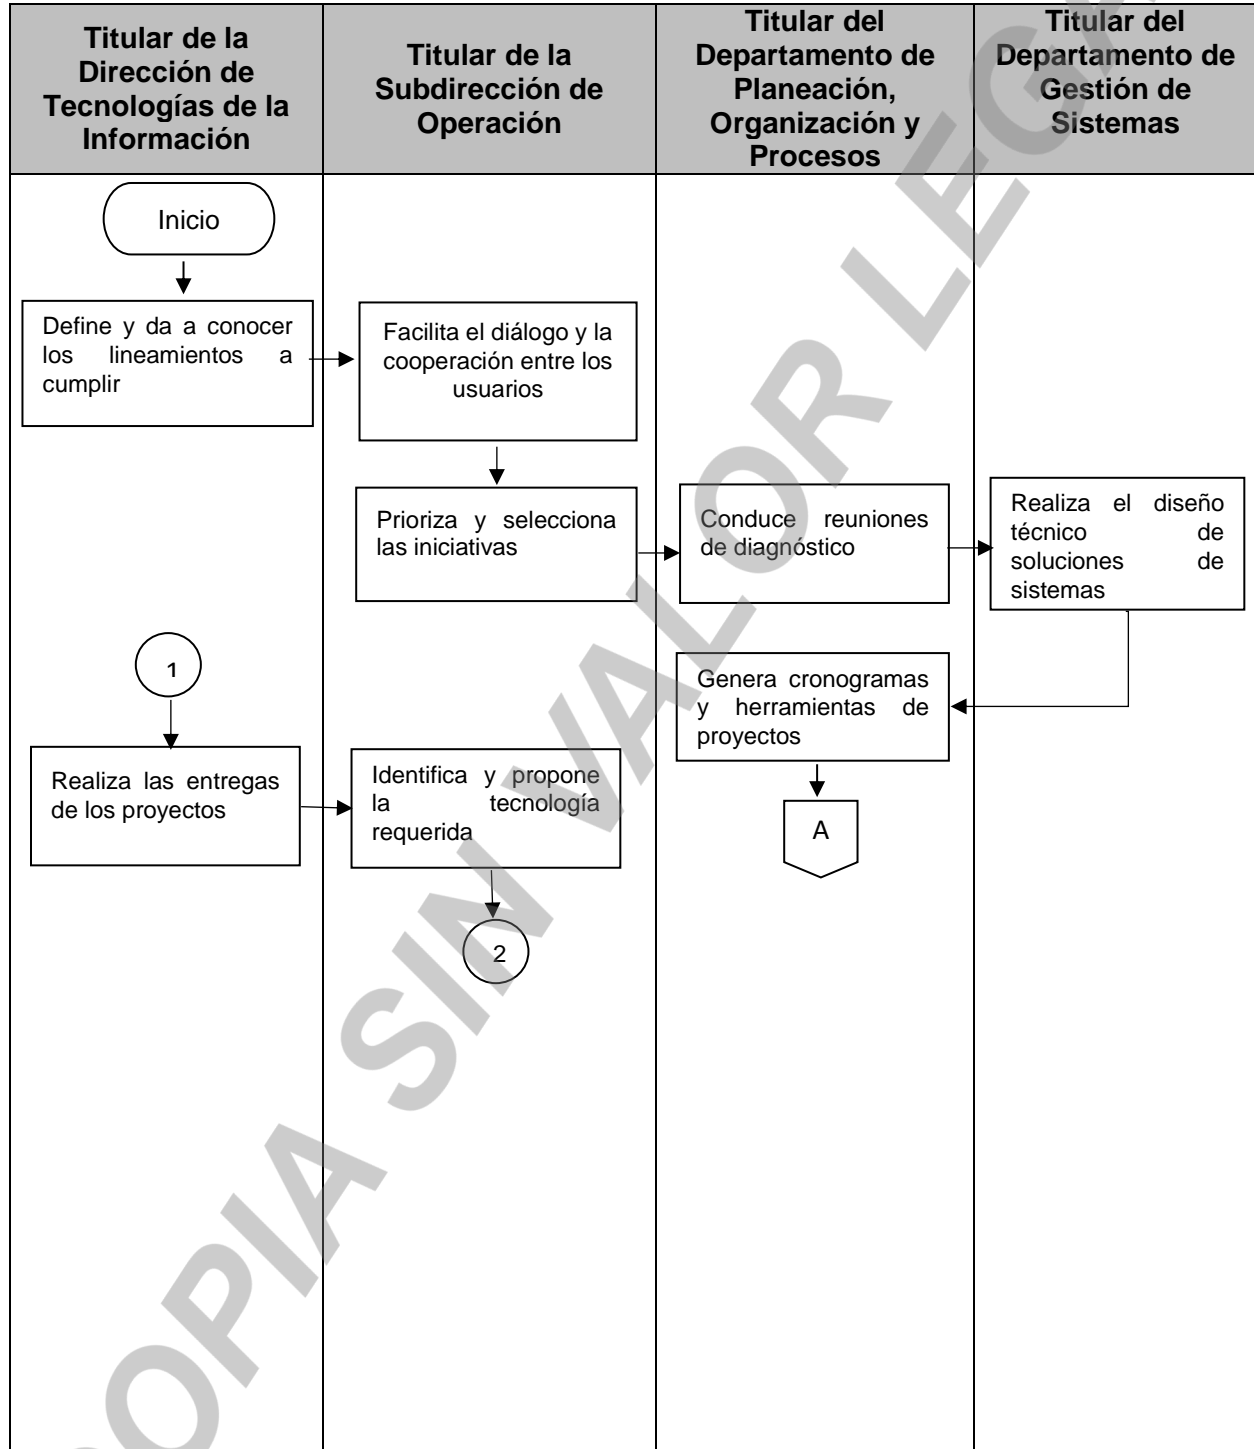 Titular de la
Dirección de
Tecnologías de la
Información
Titular de la
Subdirección de
Operación
Titular del
Departamento de
Planeación,
Organización y
Procesos
Titular del
Departamento de
Gestión de
Sistemas
Inicio
Define y da a conocer
los lineamientos a
cumplir
Facilita el diálogo y la
cooperación entre los
usuarios
Prioriza y selecciona
las iniciativas
Conduce reuniones
de diagnóstico
Realiza el diseño
técnico de
soluciones de
sistemas
1
Genera cronogramas
y herramientas de
proyectos
Realiza las entregas
de los proyectos
Identifica y propone
la tecnología
requerida
A
2
OPIA SIN VALOR LEGA